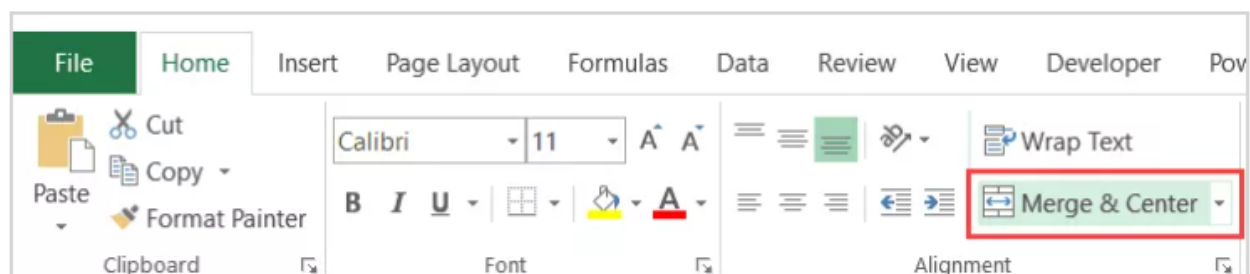 File Home Insert Page Layout Formulas Data Review View Developer Pow
Cut
Copy
Format Painter
Paste
Clipboard
Calibri 11 A A
B I U A
Font
Wrap Text
Merge & Center
Alignment